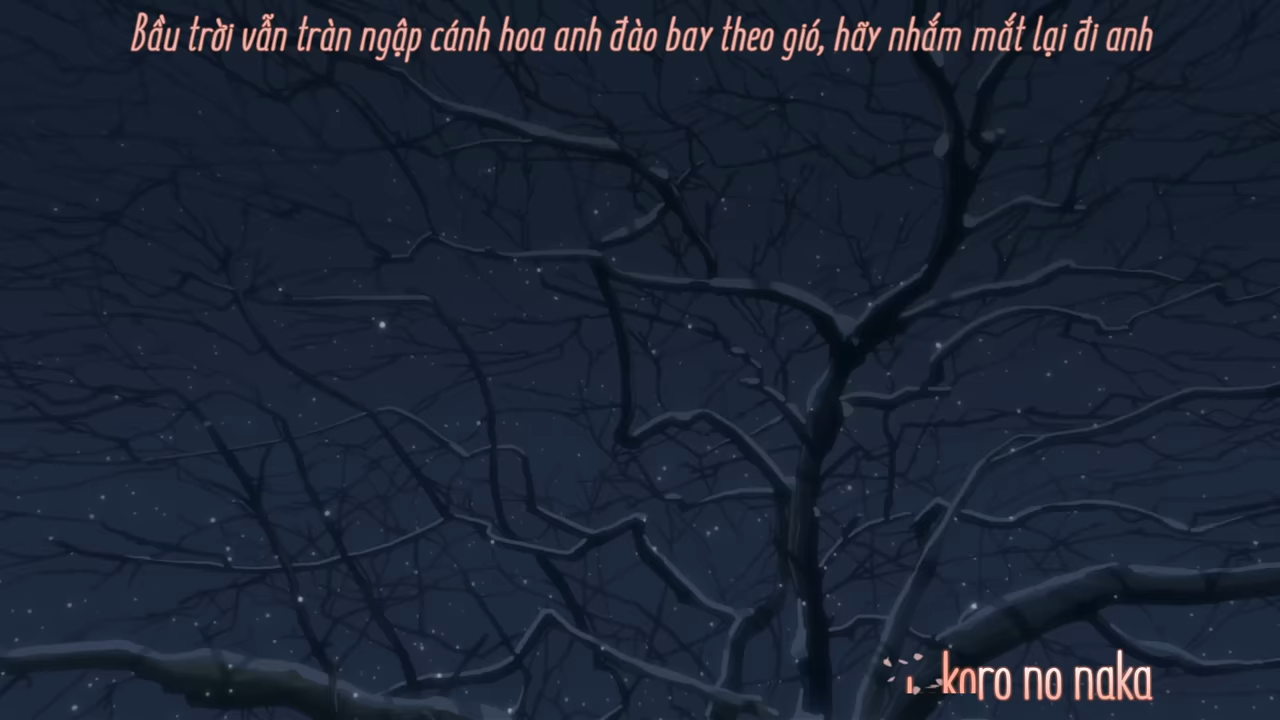 Bầu trời vẫn tràn ngập cánh hoa anh đào bay theo gió, hãy nhắm mắt lại đi anh
koro no naka